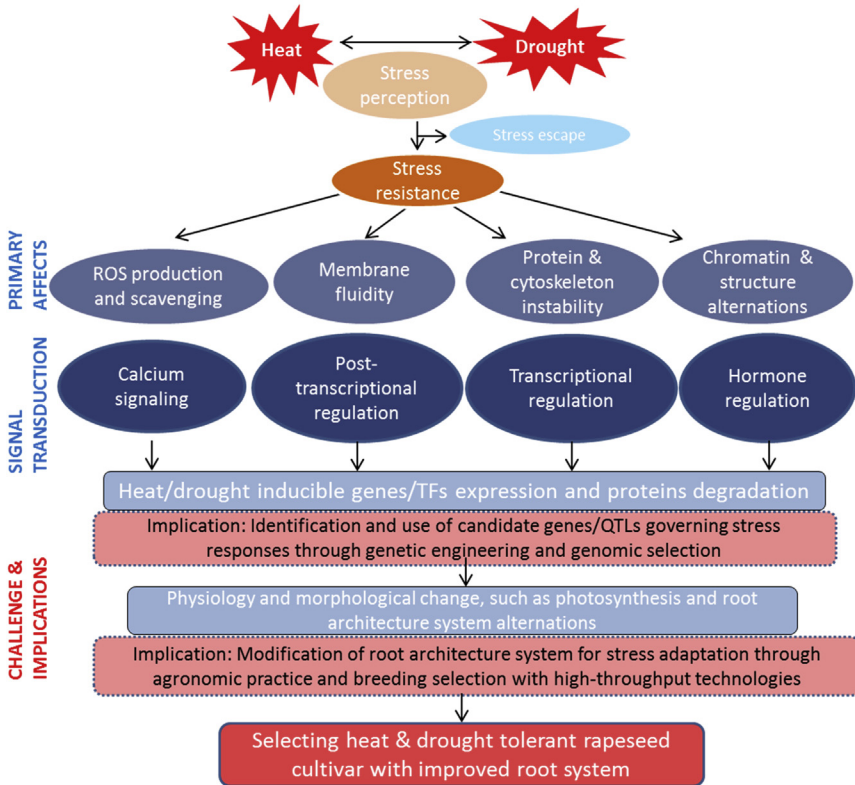 Heat
Drought
Stress
perception
Stress escape
Stress
resistance
PRIMARY
AFFECTS
ROS production
and scavenging
Membrane
fluidity
Protein &
cytoskeleton
instability
Chromatin &
structure
alternations
SIGNAL
TRANSDUCTION
Calcium
signaling
Post-
transcriptional
regulation
Transcriptional
regulation
Hormone
regulation
Heat/drought inducible genes/TFs expression and proteins degradation
CHALLENGE &
IMPLICATIONS
Implication: Identification and use of candidate genes/QTLs governing stress
responses through genetic engineering and genomic selection
Physiology and morphological change, such as photosynthesis and root
architecture system alternations
Implication: Modification of root architecture system for stress adaptation through
agronomic practice and breeding selection with high-throughput technologies
Selecting heat & drought tolerant rapeseed
cultivar with improved root system